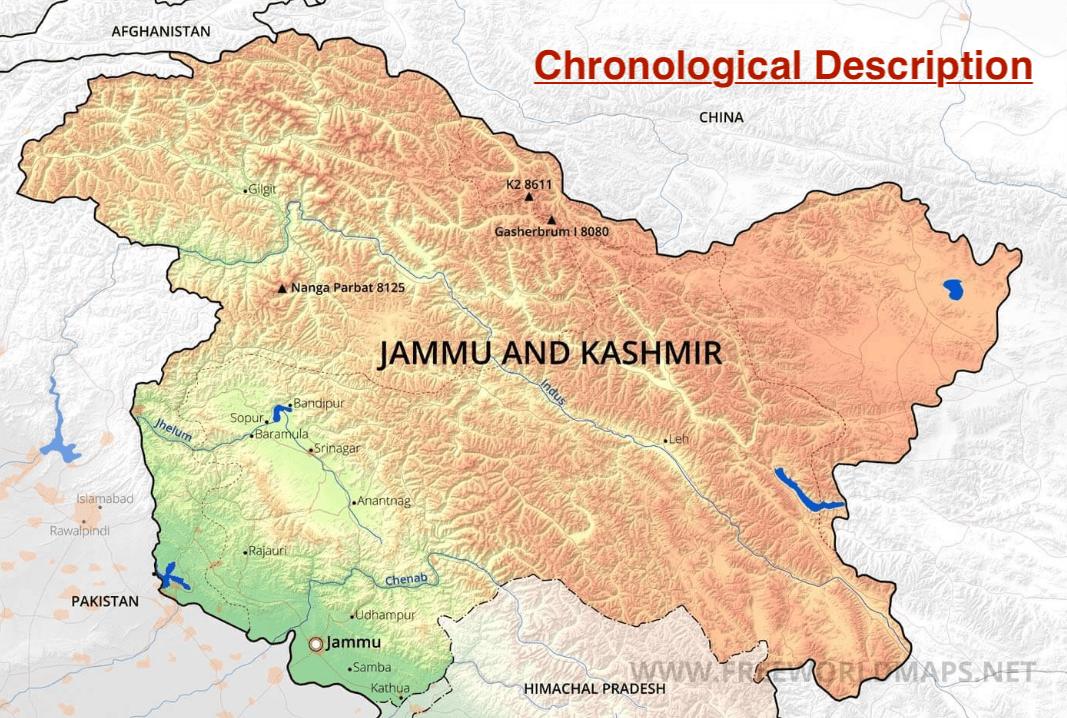 AFGHANISTAN
Chronological Description
CHINA
K2 8611
Gilgit
Gasherbrum I 8080
Nanga Parbat 8125
JAMMU AND KASHMIR
Indus
Bandipur
Sopur
Jhelum
Baramula
Leh
Srinagar
Islamabad
Anantnag
Rawalpindi
Rajauri
Chenab
PAKISTAN
Udhampur
Jammu
Samba
WWW.FREEWORLDMAPS.NET
Kathua
HIMACHAL PRADESH